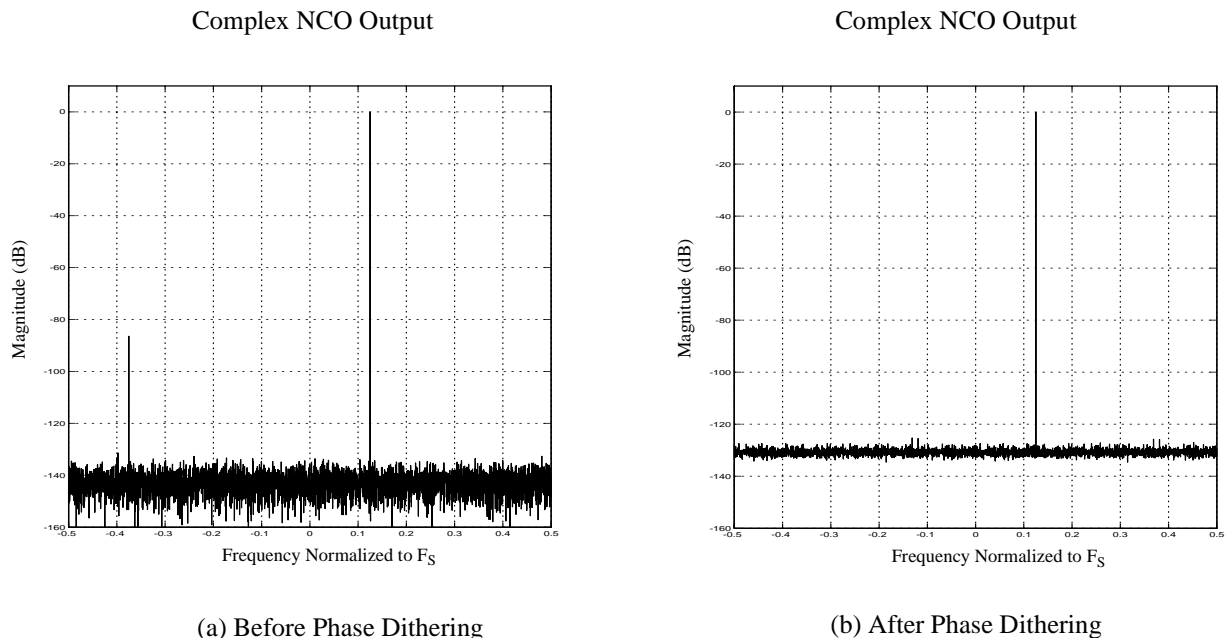 Complex NCO Output
0
-20
-40
-60
-80
-100
-120
-140
-160
-0.5 -0.4 -0.3 -0.2 -0.1 0 0.1 0.2 0.3 0.4 0.5
Magnitude (dB)
Frequency Normalized to FS
(a) Before Phase Dithering
Complex NCO Output
0
-20
-40
-60
-80
-100
-120
-140
-160
-0.5 -0.4 -0.3 -0.2 -0.1 0 0.1 0.2 0.3 0.4 0.5
Magnitude (dB)
Frequency Normalized to FS
(b) After Phase Dithering